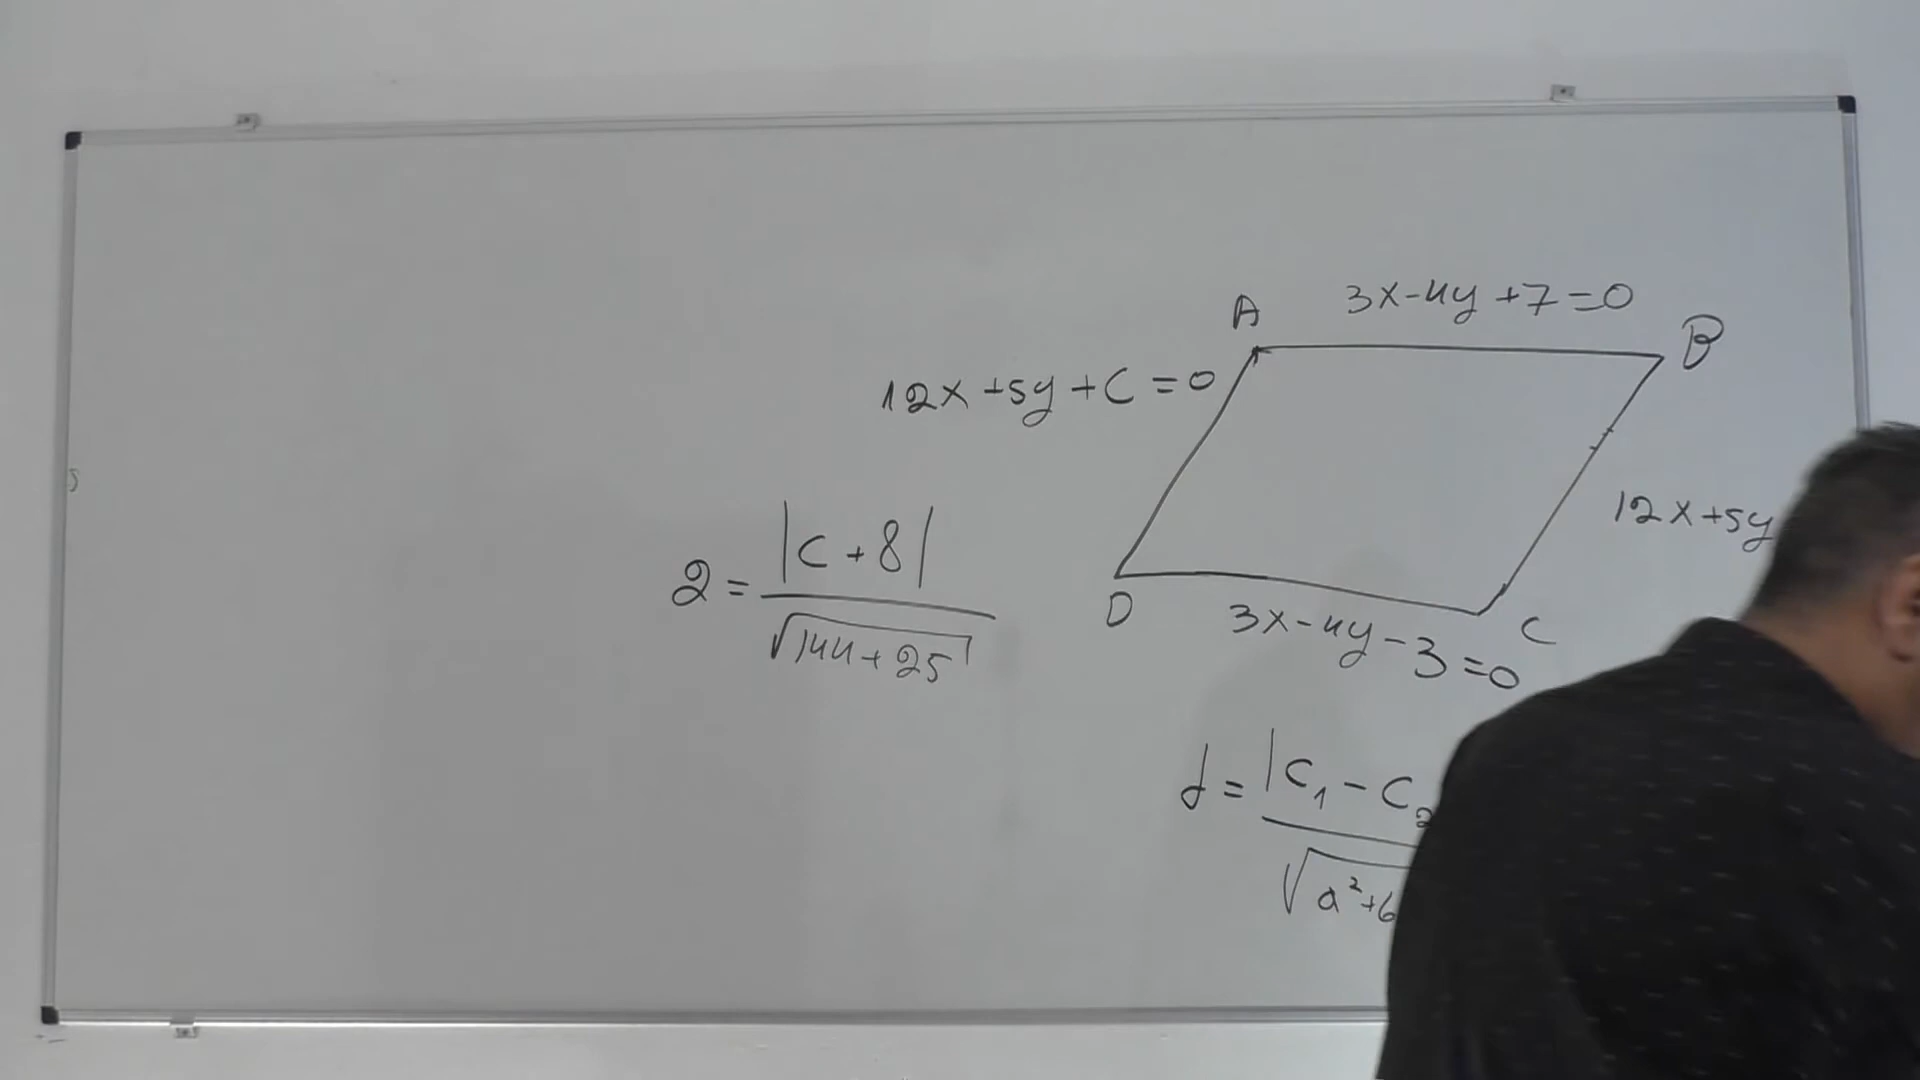 A
3x-4y+7=0
B
12x+5y+C=0
12x+5y
2=|C+8|
√144+25
D
3x-4y-3=0
C
d=|C₁-C₂
√a²+b